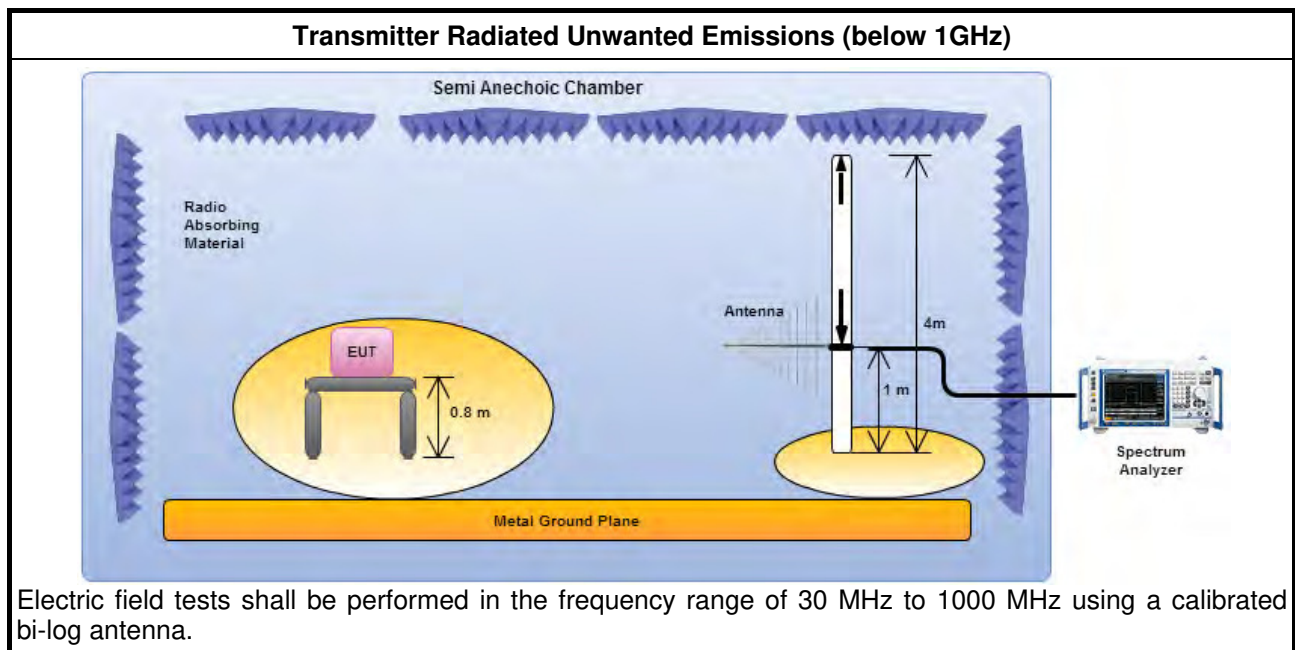 Transmitter Radiated Unwanted Emissions (below 1GHz)
Semi Anechoic Chamber
Radio
Absorbing
Material
Antenna
4m
EUT
1 m
0.8 m
Spectrum
Analyzer
Metal Ground Plane
Electric field tests shall be performed in the frequency range of 30 MHz to 1000 MHz using a calibrated
bi-log antenna.